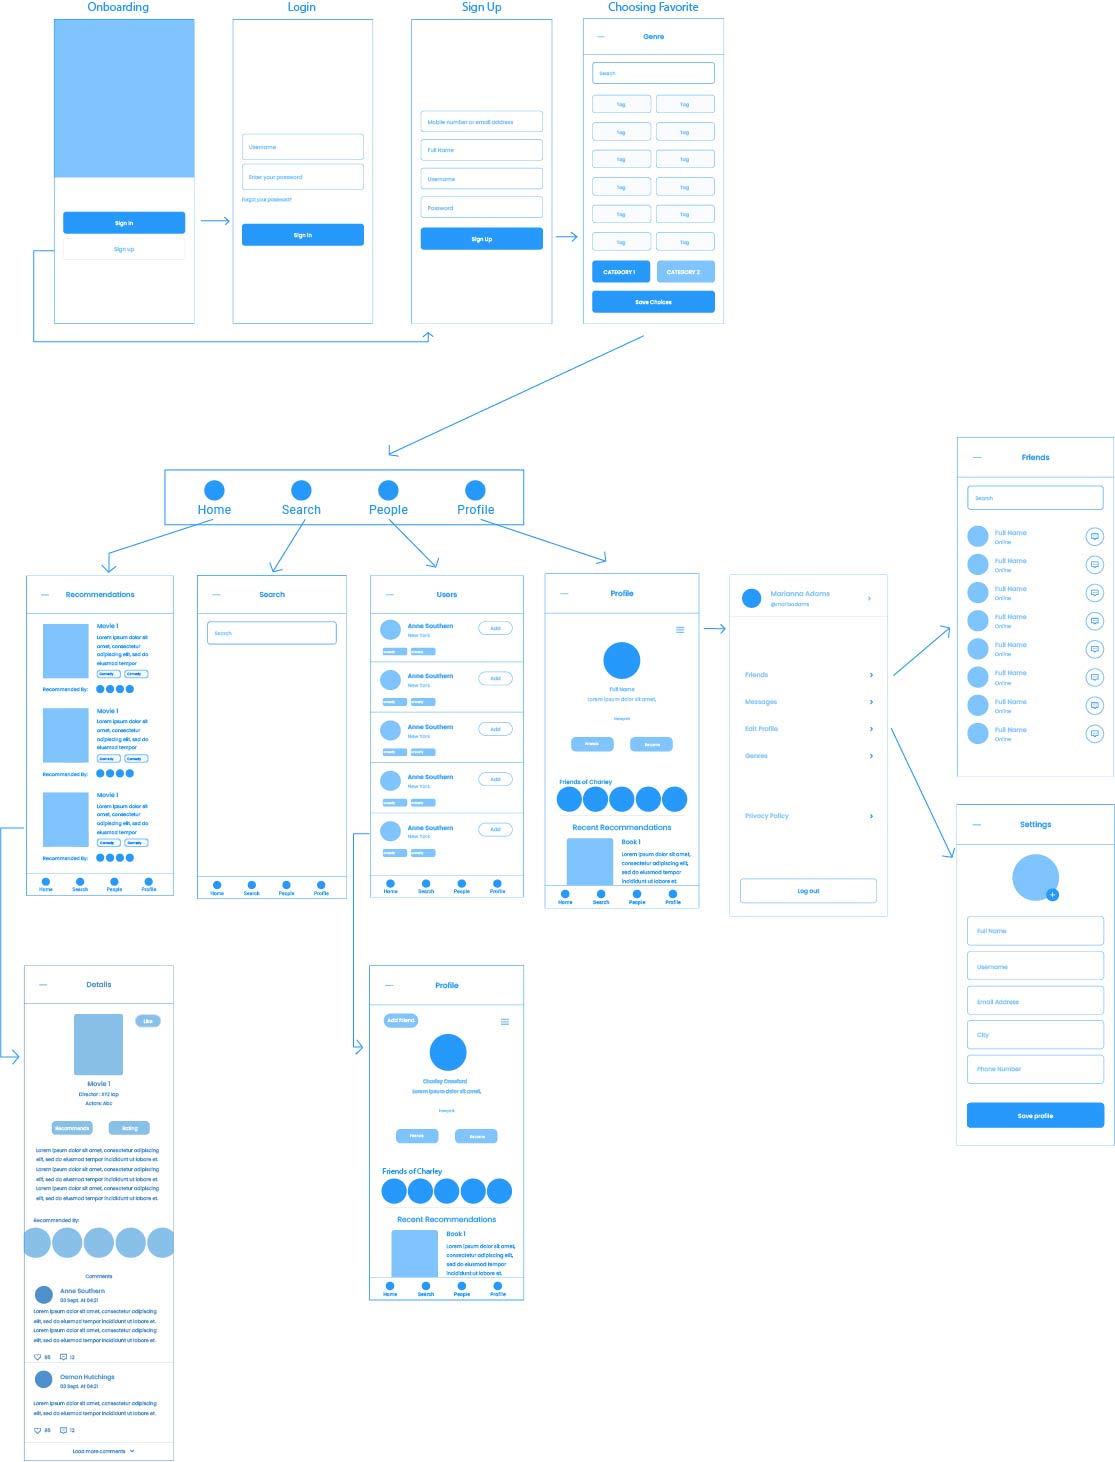 Onboarding
Login
Sign Up
Choosing Favorite
Sign In
Sign up
Username
Enter your password
Forgot your password?
Sign In
Mobile number or email address
Full Name
Username
Password
Sign Up
Genre
Search
Tag Tag
Tag Tag
Tag Tag
Tag Tag
Tag Tag
Tag Tag
CATEGORY 1 CATEGORY 2
Save Choices
Home Search People Profile
Recommendations
Movie 1
Lorem ipsum dolor sit
amet, consectetur
adipiscing elit, sed do
eiusmod tempor
Comedy Comedy
Recommended By:
Movie 1
Lorem ipsum dolor sit
amet, consectetur
adipiscing elit, sed do
eiusmod tempor
Comedy Comedy
Recommended By:
Movie 1
Lorem ipsum dolor sit
amet, consectetur
adipiscing elit, sed do
eiusmod tempor
Comedy Comedy
Recommended By:
Home Search People Profile
Search
Search
Home Search People Profile
Users
Anne Southern
New York
Add
Anne Southern
New York
Add
Anne Southern
New York
Add
Anne Southern
New York
Add
Anne Southern
New York
Add
Home Search People Profile
Profile
Full Name
Lorem ipsum dolor sit amet,
Friends
Friends of Charley
Recent Recommendations
Book 1
Lorem ipsum dolor sit amet,
consectetur adipiscing elit,
sed do eiusmod tempor
incididunt ut labore et
Home Search People Profile
Marianna Adams
@mariaadams
Friends
Messages
Edit Profile
Genres
Privacy Policy
Log out
Friends
Search
Full Name
Online
Full Name
Online
Full Name
Online
Full Name
Online
Full Name
Online
Full Name
Online
Full Name
Online
Full Name
Online
Settings
Full Name
Username
Email Address
City
Phone Number
Save profile
Details
Like
Movie 1
Director : XYZ Iap
Actors: Abc
Recommends Rating
Lorem ipsum dolor sit amet, consectetur adipiscing
elit, sed do eiusmod tempor incididunt ut labore et.
Lorem ipsum dolor sit amet, consectetur adipiscing
elit, sed do eiusmod tempor incididunt ut labore et.
Lorem ipsum dolor sit amet, consectetur adipiscing
elit, sed do eiusmod tempor incididunt ut labore et.
Recommended By:
Comments
Anne Southern
03 Sept. At 04:21
Lorem ipsum dolor sit amet, consectetur adipiscing
elit, sed do eiusmod tempor incididunt ut labore et.
Lorem ipsum dolor sit amet, consectetur adipiscing
elit, sed do eiusmod tempor incididunt ut labore et.
12
Osman Hutchings
03 Sept. At 04:21
Lorem ipsum dolor sit amet, consectetur adipiscing
elit, sed do eiusmod tempor incididunt ut labore et.
12
Load more comments
Profile
Add Friend
Charley Crawford
Lorem ipsum dolor sit amet,
Friends
Friends of Charley
Recent Recommendations
Book 1
Lorem ipsum dolor sit amet,
consectetur adipiscing elit,
sed do eiusmod tempor
incididunt ut labore et
Home Search People Profile